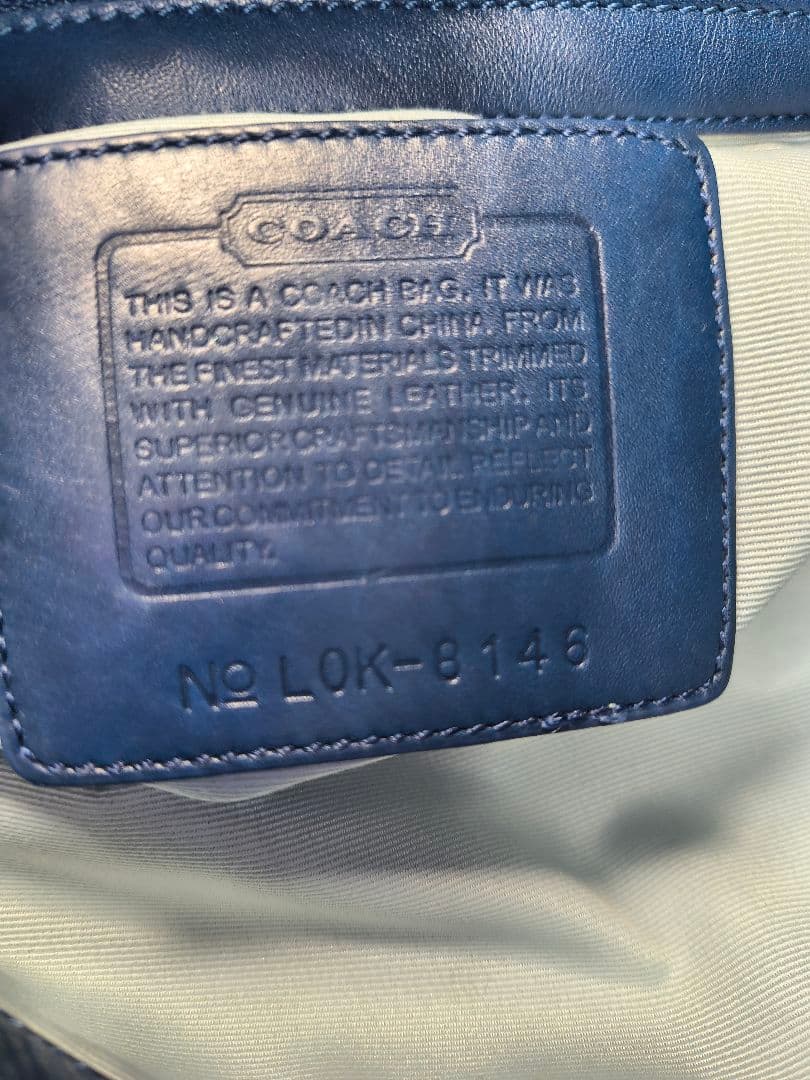 COACH
THIS IS A COACH BAG. IT WAS
HANDCRAFTEDIN CHINA FROM
THE FINEST MATERIALS TRIMMED
WITH GENUINE LEATHER. ITS
SUPERIOR CRAFTSMANSHIP AND
ATTENTION TO DETAIL REFLECT
OUR COMMITMENT TO ENDURING
QUALITY.
No L0K-8146